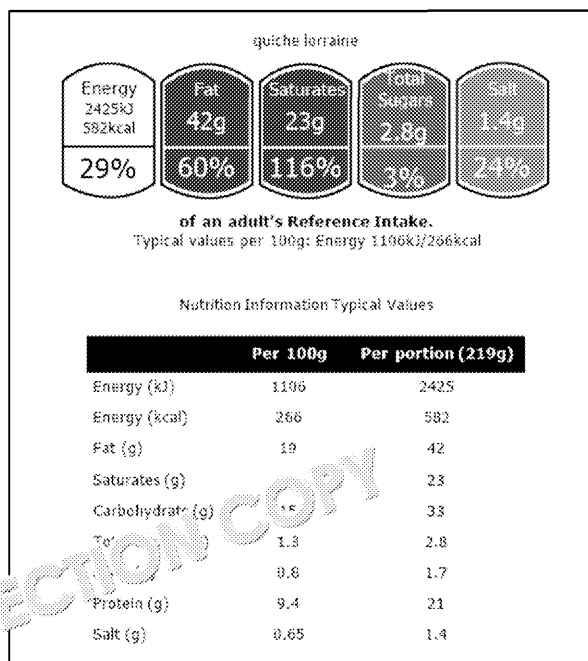 quiche lorraine
Energy Fat Saturates Total Sugars Salt
2425kJ 582kcal 42g 23g 2.8g 1.4g
29% 60% 116% 3% 24%
of an adult's Reference Intake.
Typical values per 100g: Energy 1106kJ/266kcal
Nutrition Information Typical Values
Per 100g Per portion (219g)
Energy (kJ) 1106 2425
Energy (kcal) 266 582
Fat (g) 19 42
Saturates (g) 23
Carbohydrate (g) 33
1.3 2.8
0.8 1.7
Protein (g) 9.4 21
Salt (g) 0.65 1.4
ECTION COPY